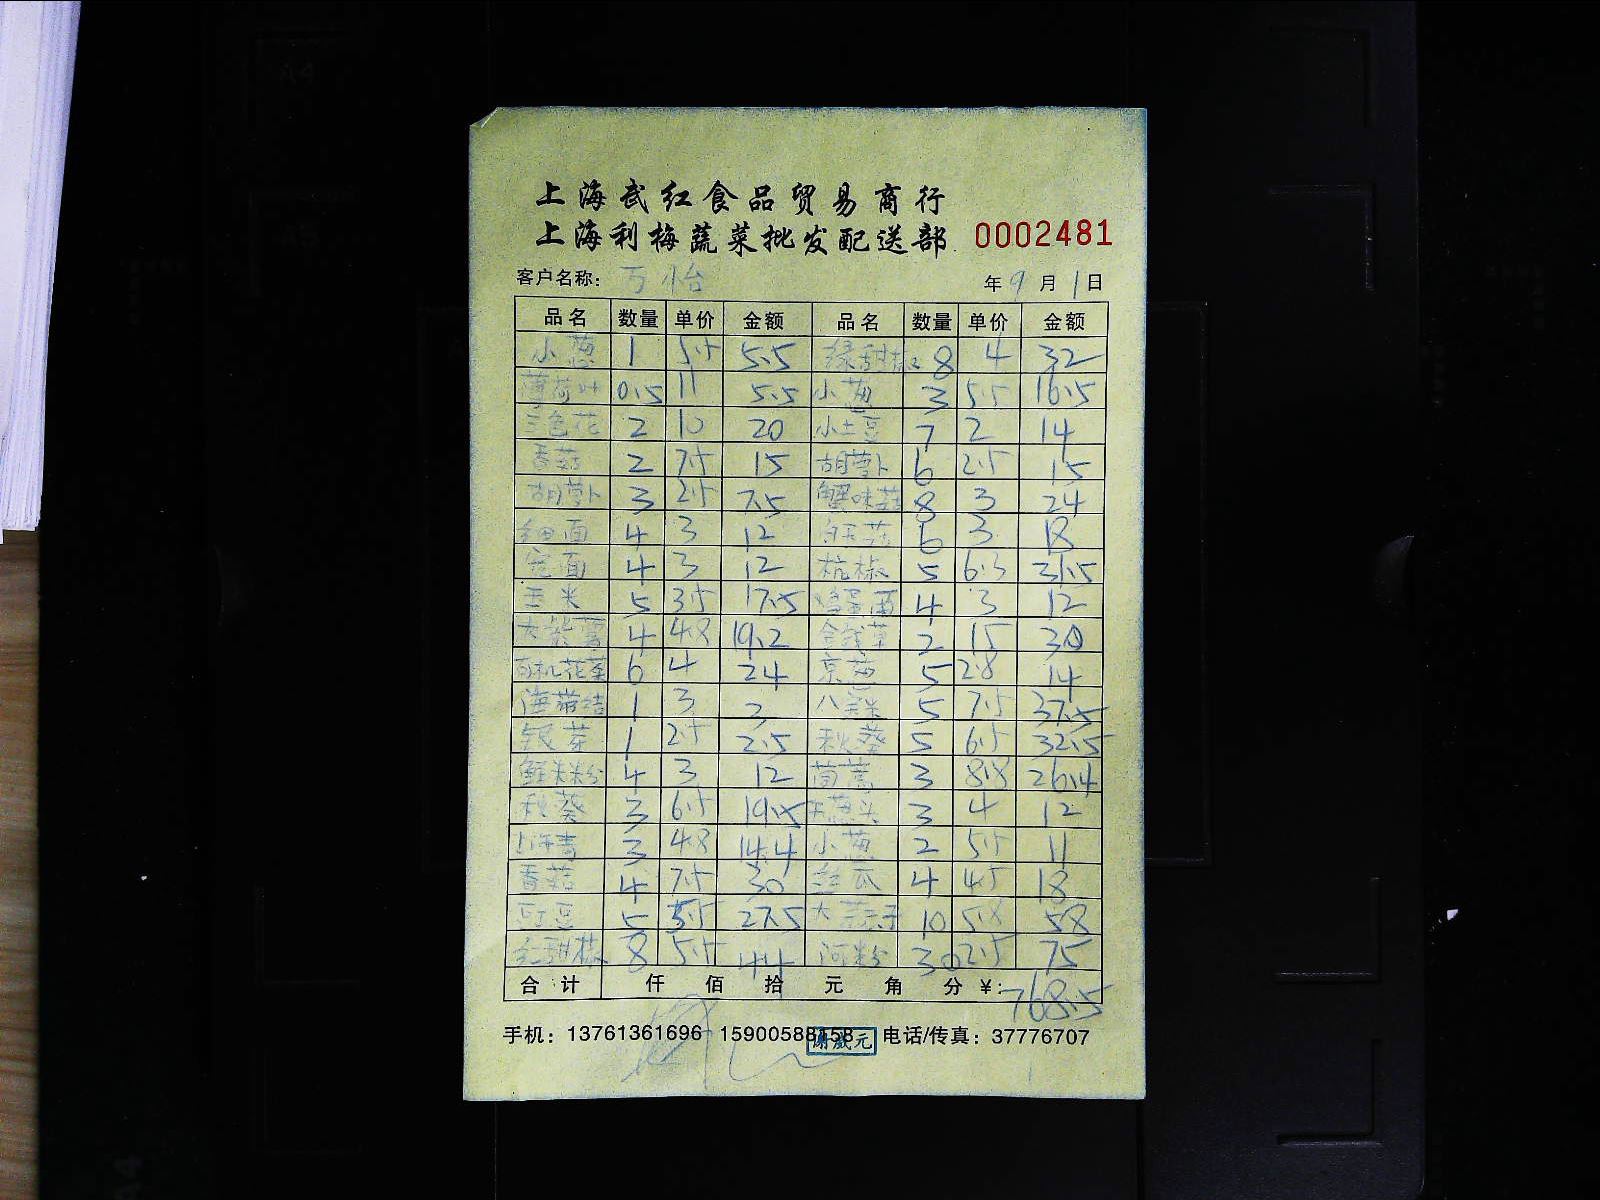 上海武红食品贸易商行
上海利梅蔬菜批发配送部 0002481
客户名称: 万怡 年 9 月 1 日
品名 数量 单价 金额 品名 数量 单价 金额
小葱 1 5.5 5.5 绿甜椒 8 4 32
薄荷叶 0.5 11 5.5 小葱 3 5.5 16.5
三色花 2 10 20 小土豆 7 2 14
香菇 2 7.5 15 胡萝卜 6 2.5 15
胡萝卜 3 2.5 7.5 蟹味菇 8 3 24
细面 4 3 12 白玉菇 6 3 18
宽面 4 3 12 杭椒 5 6.3 31.5
玉米 5 3.5 17.5 鸡蛋面 4 3 12
大紫薯 4 4.8 19.2 金钱草 2 15 30
有机花菜 6 4 24 京葱 5 2.8 14
海带结 1 3 3 八 5 7.5 37.5
银芽 1 2.5 2.5 秋葵 5 6.5 32.5
鲜米粉 4 3 12 茼蒿 3 8.8 26.4
秋葵 3 6.5 19.5 洋葱头 3 4 12
上海青 3 4.8 14.4 小葱 2 5.5 11
香菇 4 7.5 30 丝瓜 4 4.5 18
豇豆 5 5.5 27.5 大蒜子 10 5.8 58
红甜椒 8 5.5 44 河粉 30 2.5 75
合计 仟 佰 拾 元 角 分 ¥: 768.5
手机: 13761361696 15900588158 电话/传真: 37776707
谢威元